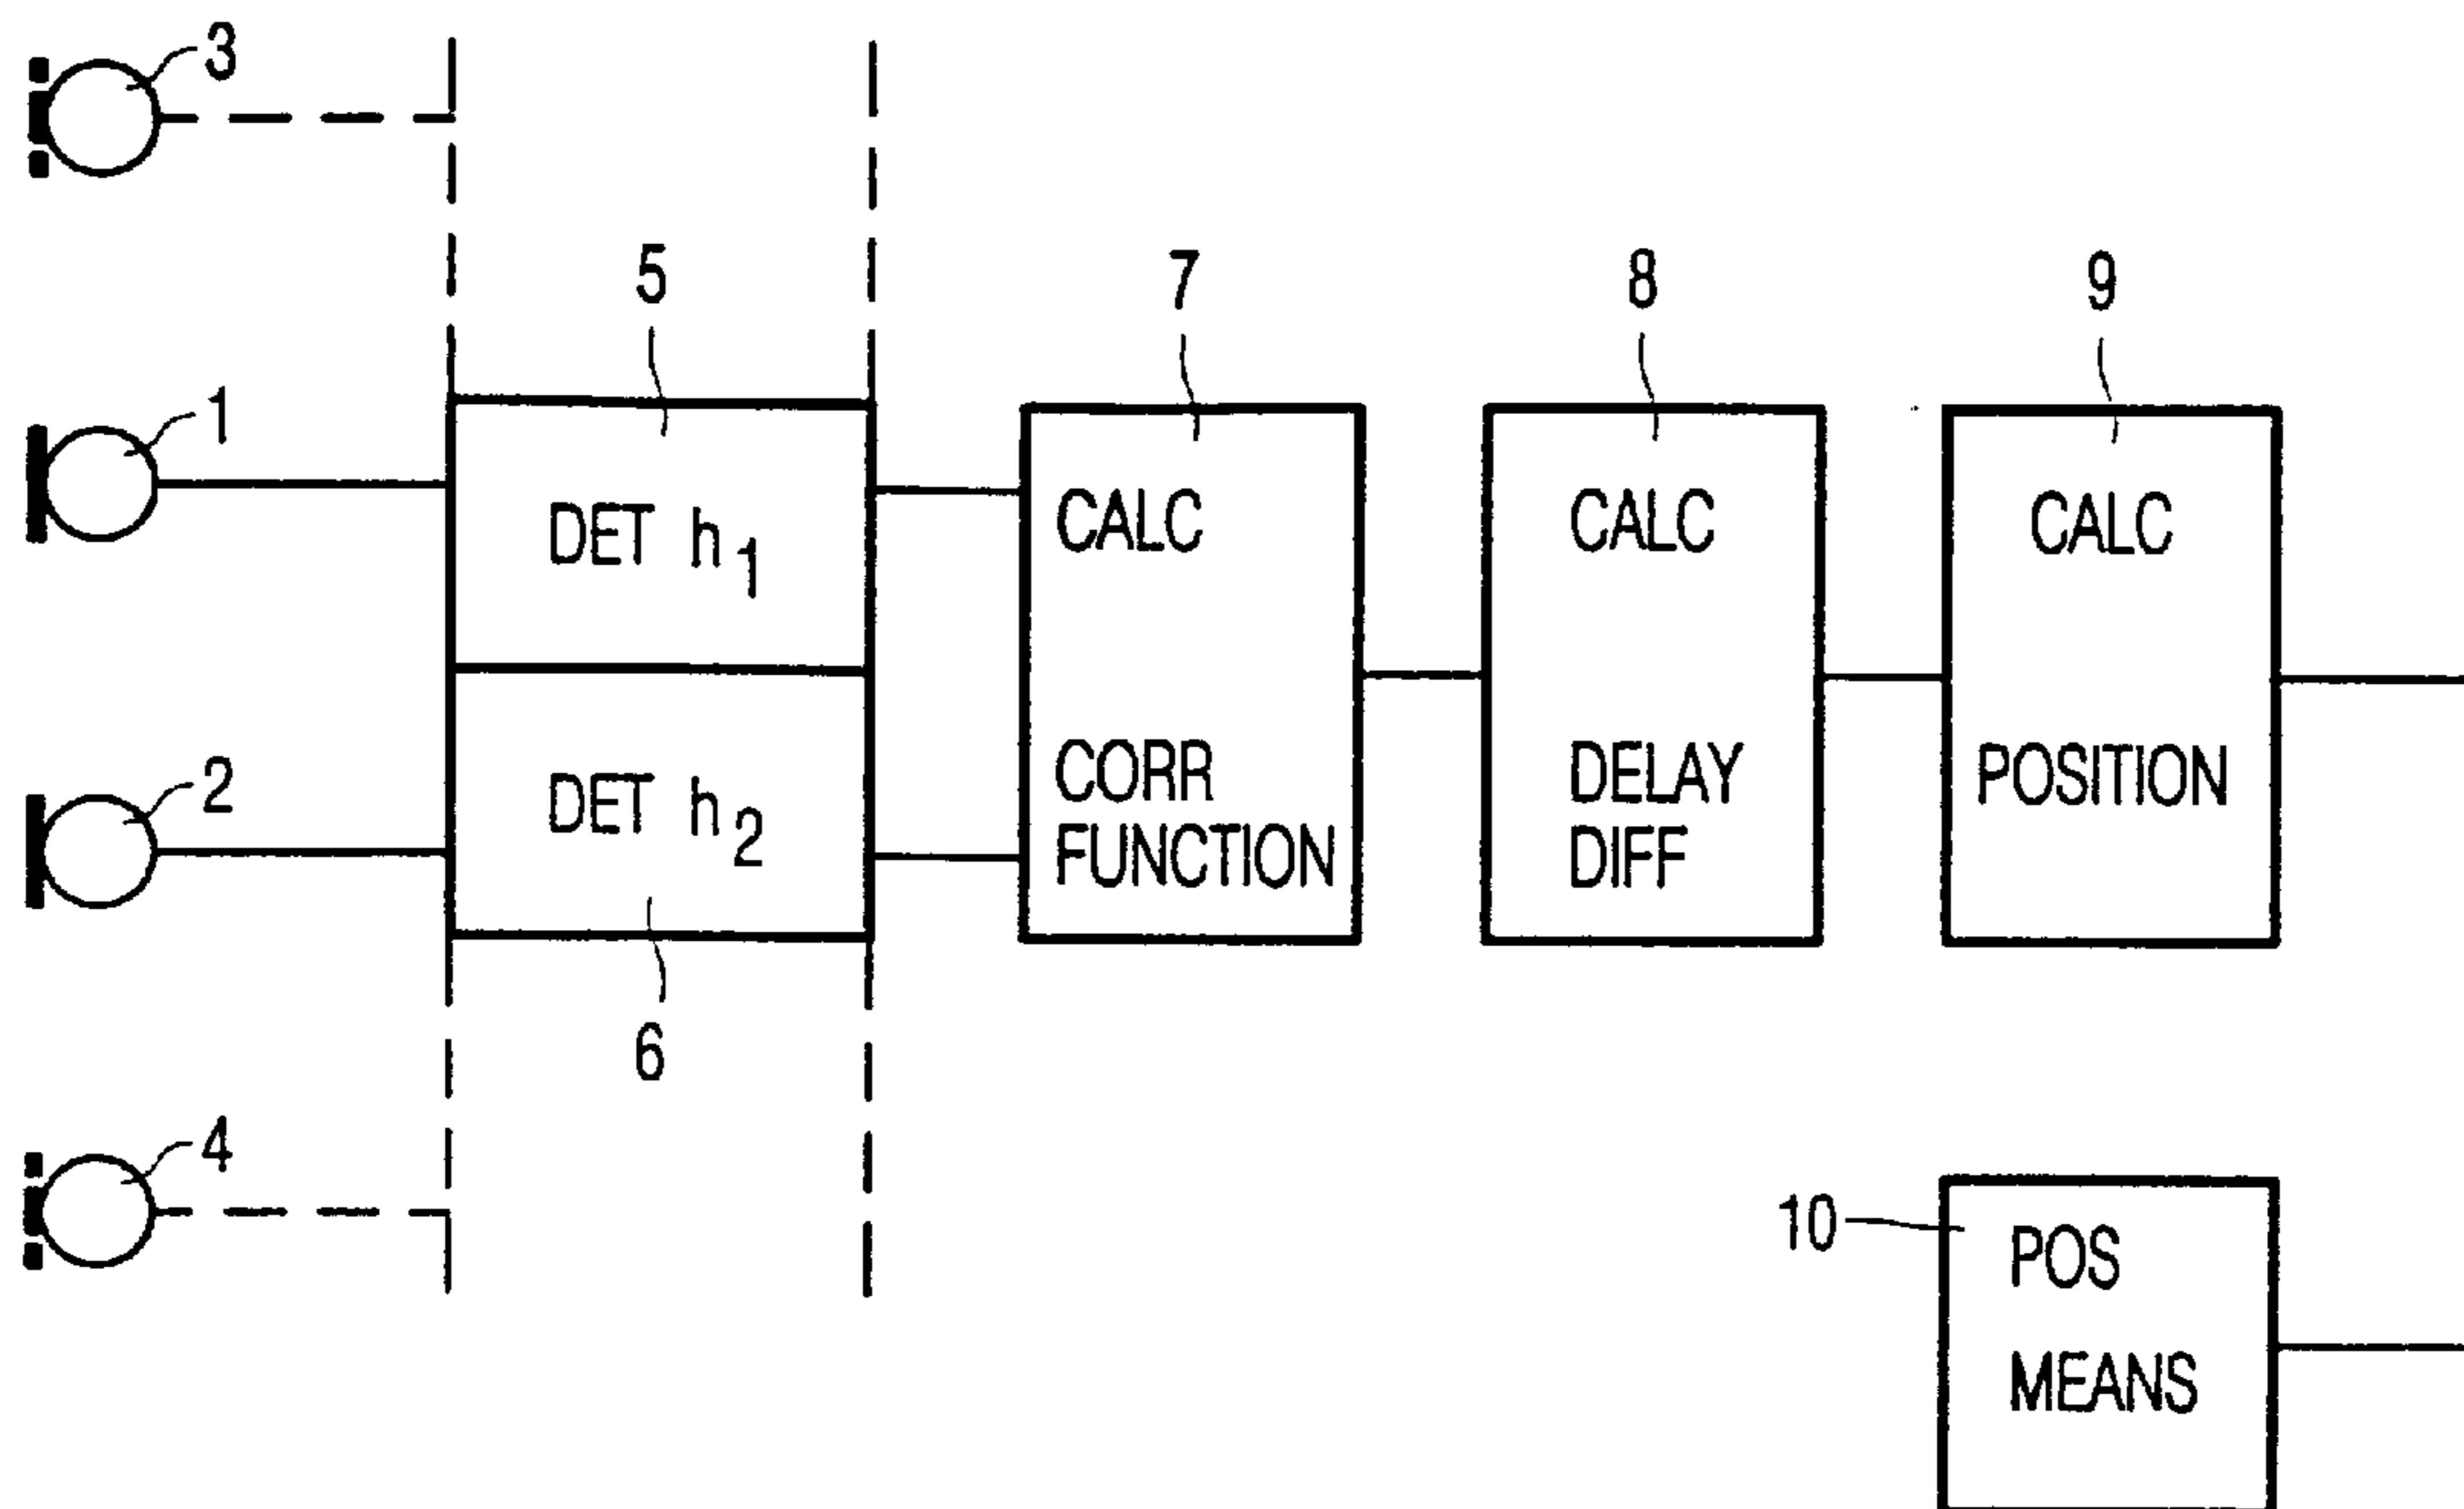 3
5
7
8
9
1
DET h1
CALC
CORR
FUNCTION
CALC
DELAY
DIFF
CALC
POSITION
2
DET h2
6
4
10
POS
MEANS